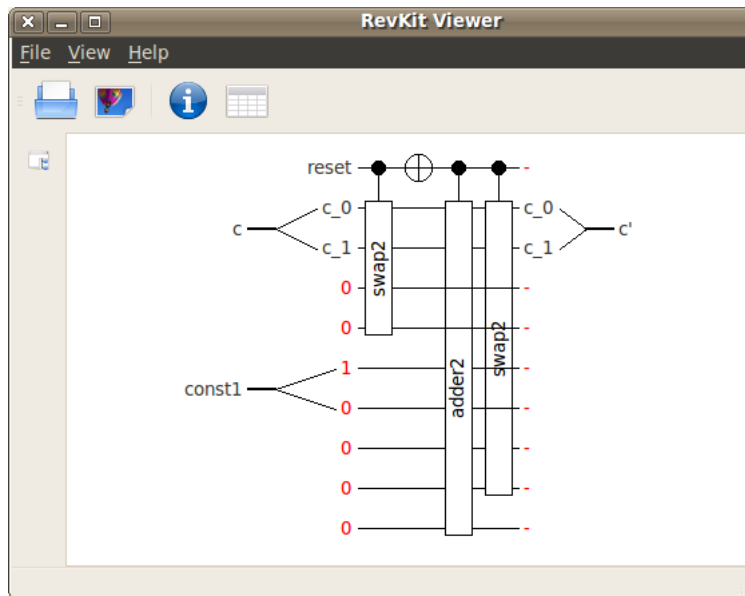 RevKit Viewer
File View Help
reset -
c c_0 c_0 c'
c_1 c_1
swap2
0 -
0 -
swap2
const1 1 -
adder2
0 -
0 -
0 -
0 -